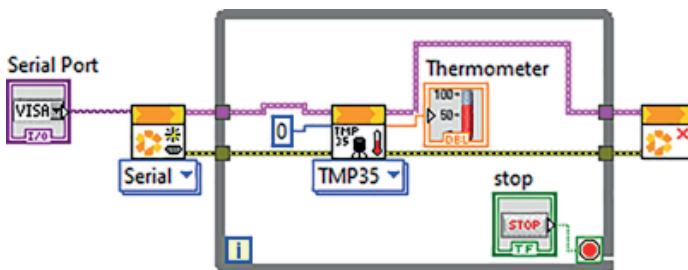 Serial Port
VISA
I/O
Serial
0
TMP
35
TMP35
Thermometer
100
50
DBL
stop
STOP
TF
i